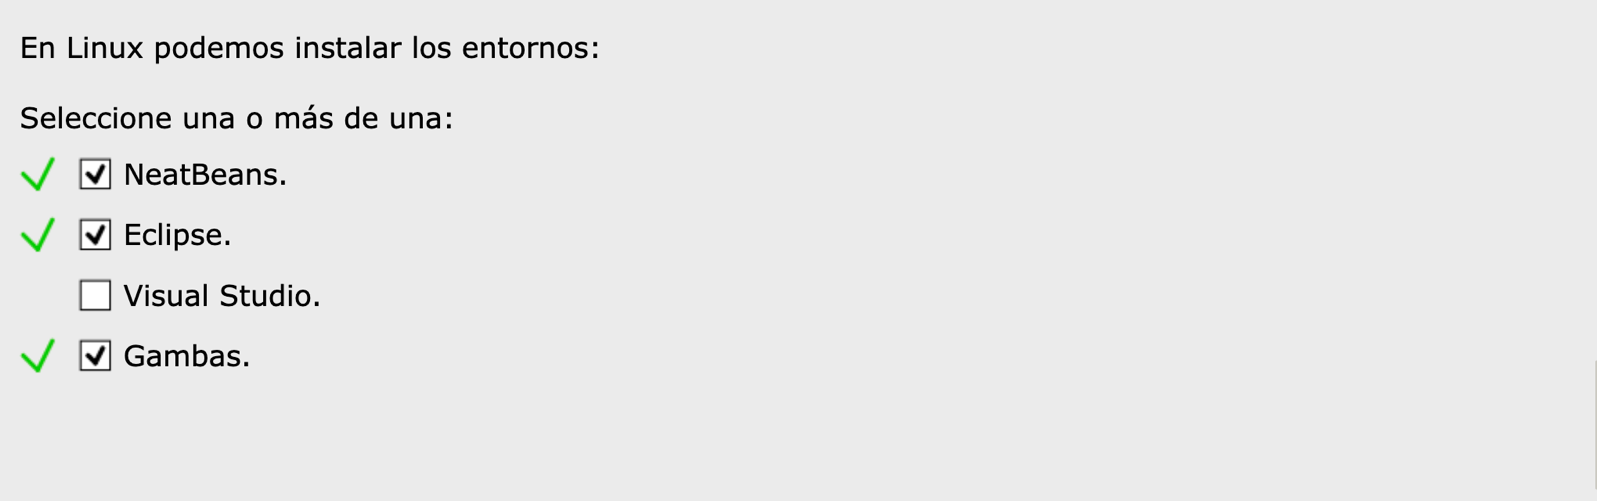 En Linux podemos instalar los entornos:
Seleccione una o más de una:
NeatBeans.
Eclipse.
Visual Studio.
Gambas.